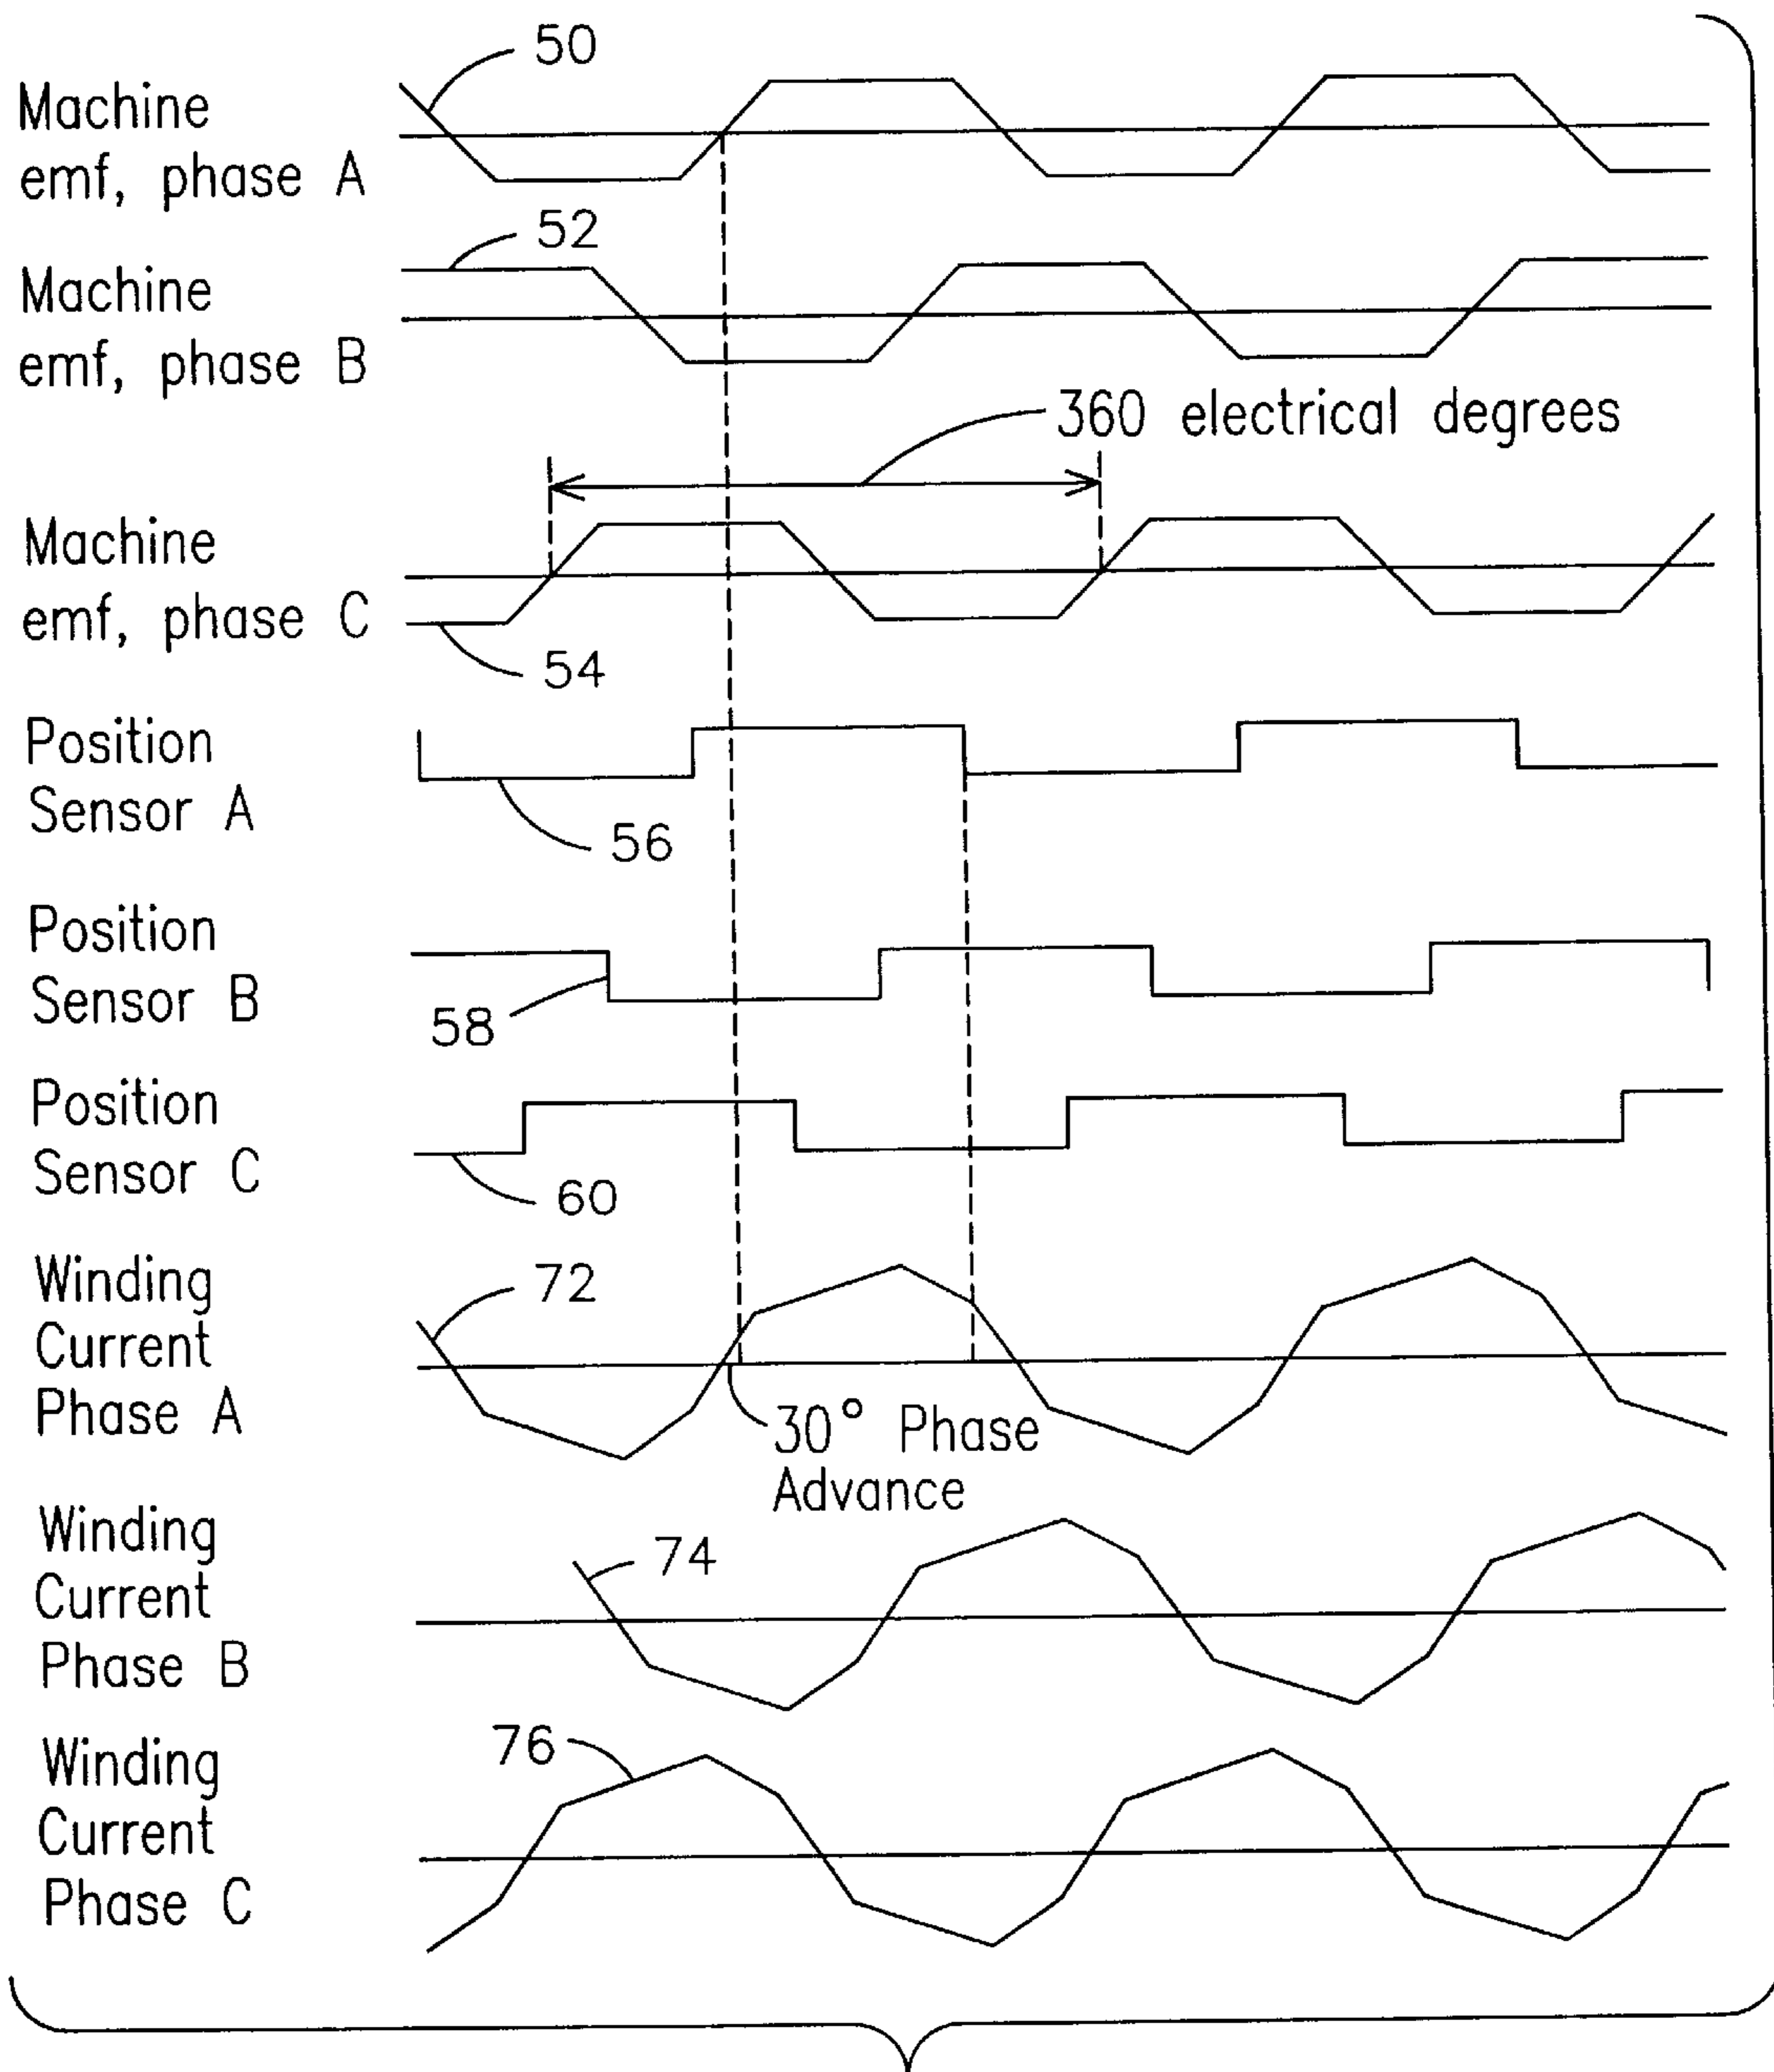 50
Machine
emf, phase A
52
Machine
emf, phase B
360 electrical degrees
Machine
emf, phase C
54
Position
Sensor A
56
Position
Sensor B
58
Position
Sensor C
60
Winding
Current
Phase A
72
30° Phase
Advance
Winding
Current
Phase B
74
Winding
Current
Phase C
76